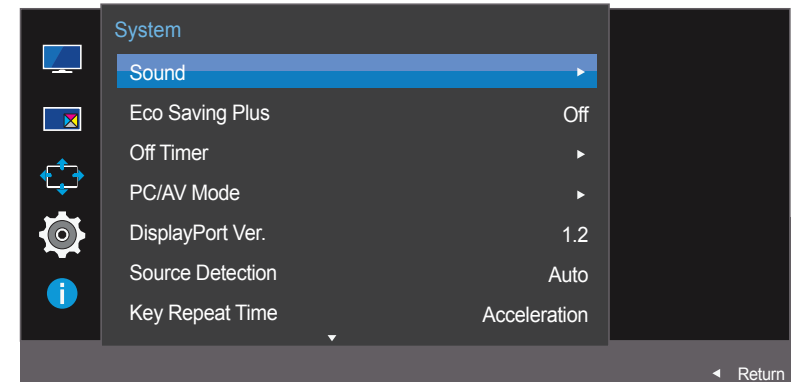 System
Sound
Eco Saving Plus Off
Off Timer
PC/AV Mode
DisplayPort Ver. 1.2
Source Detection Auto
Key Repeat Time Acceleration
Return